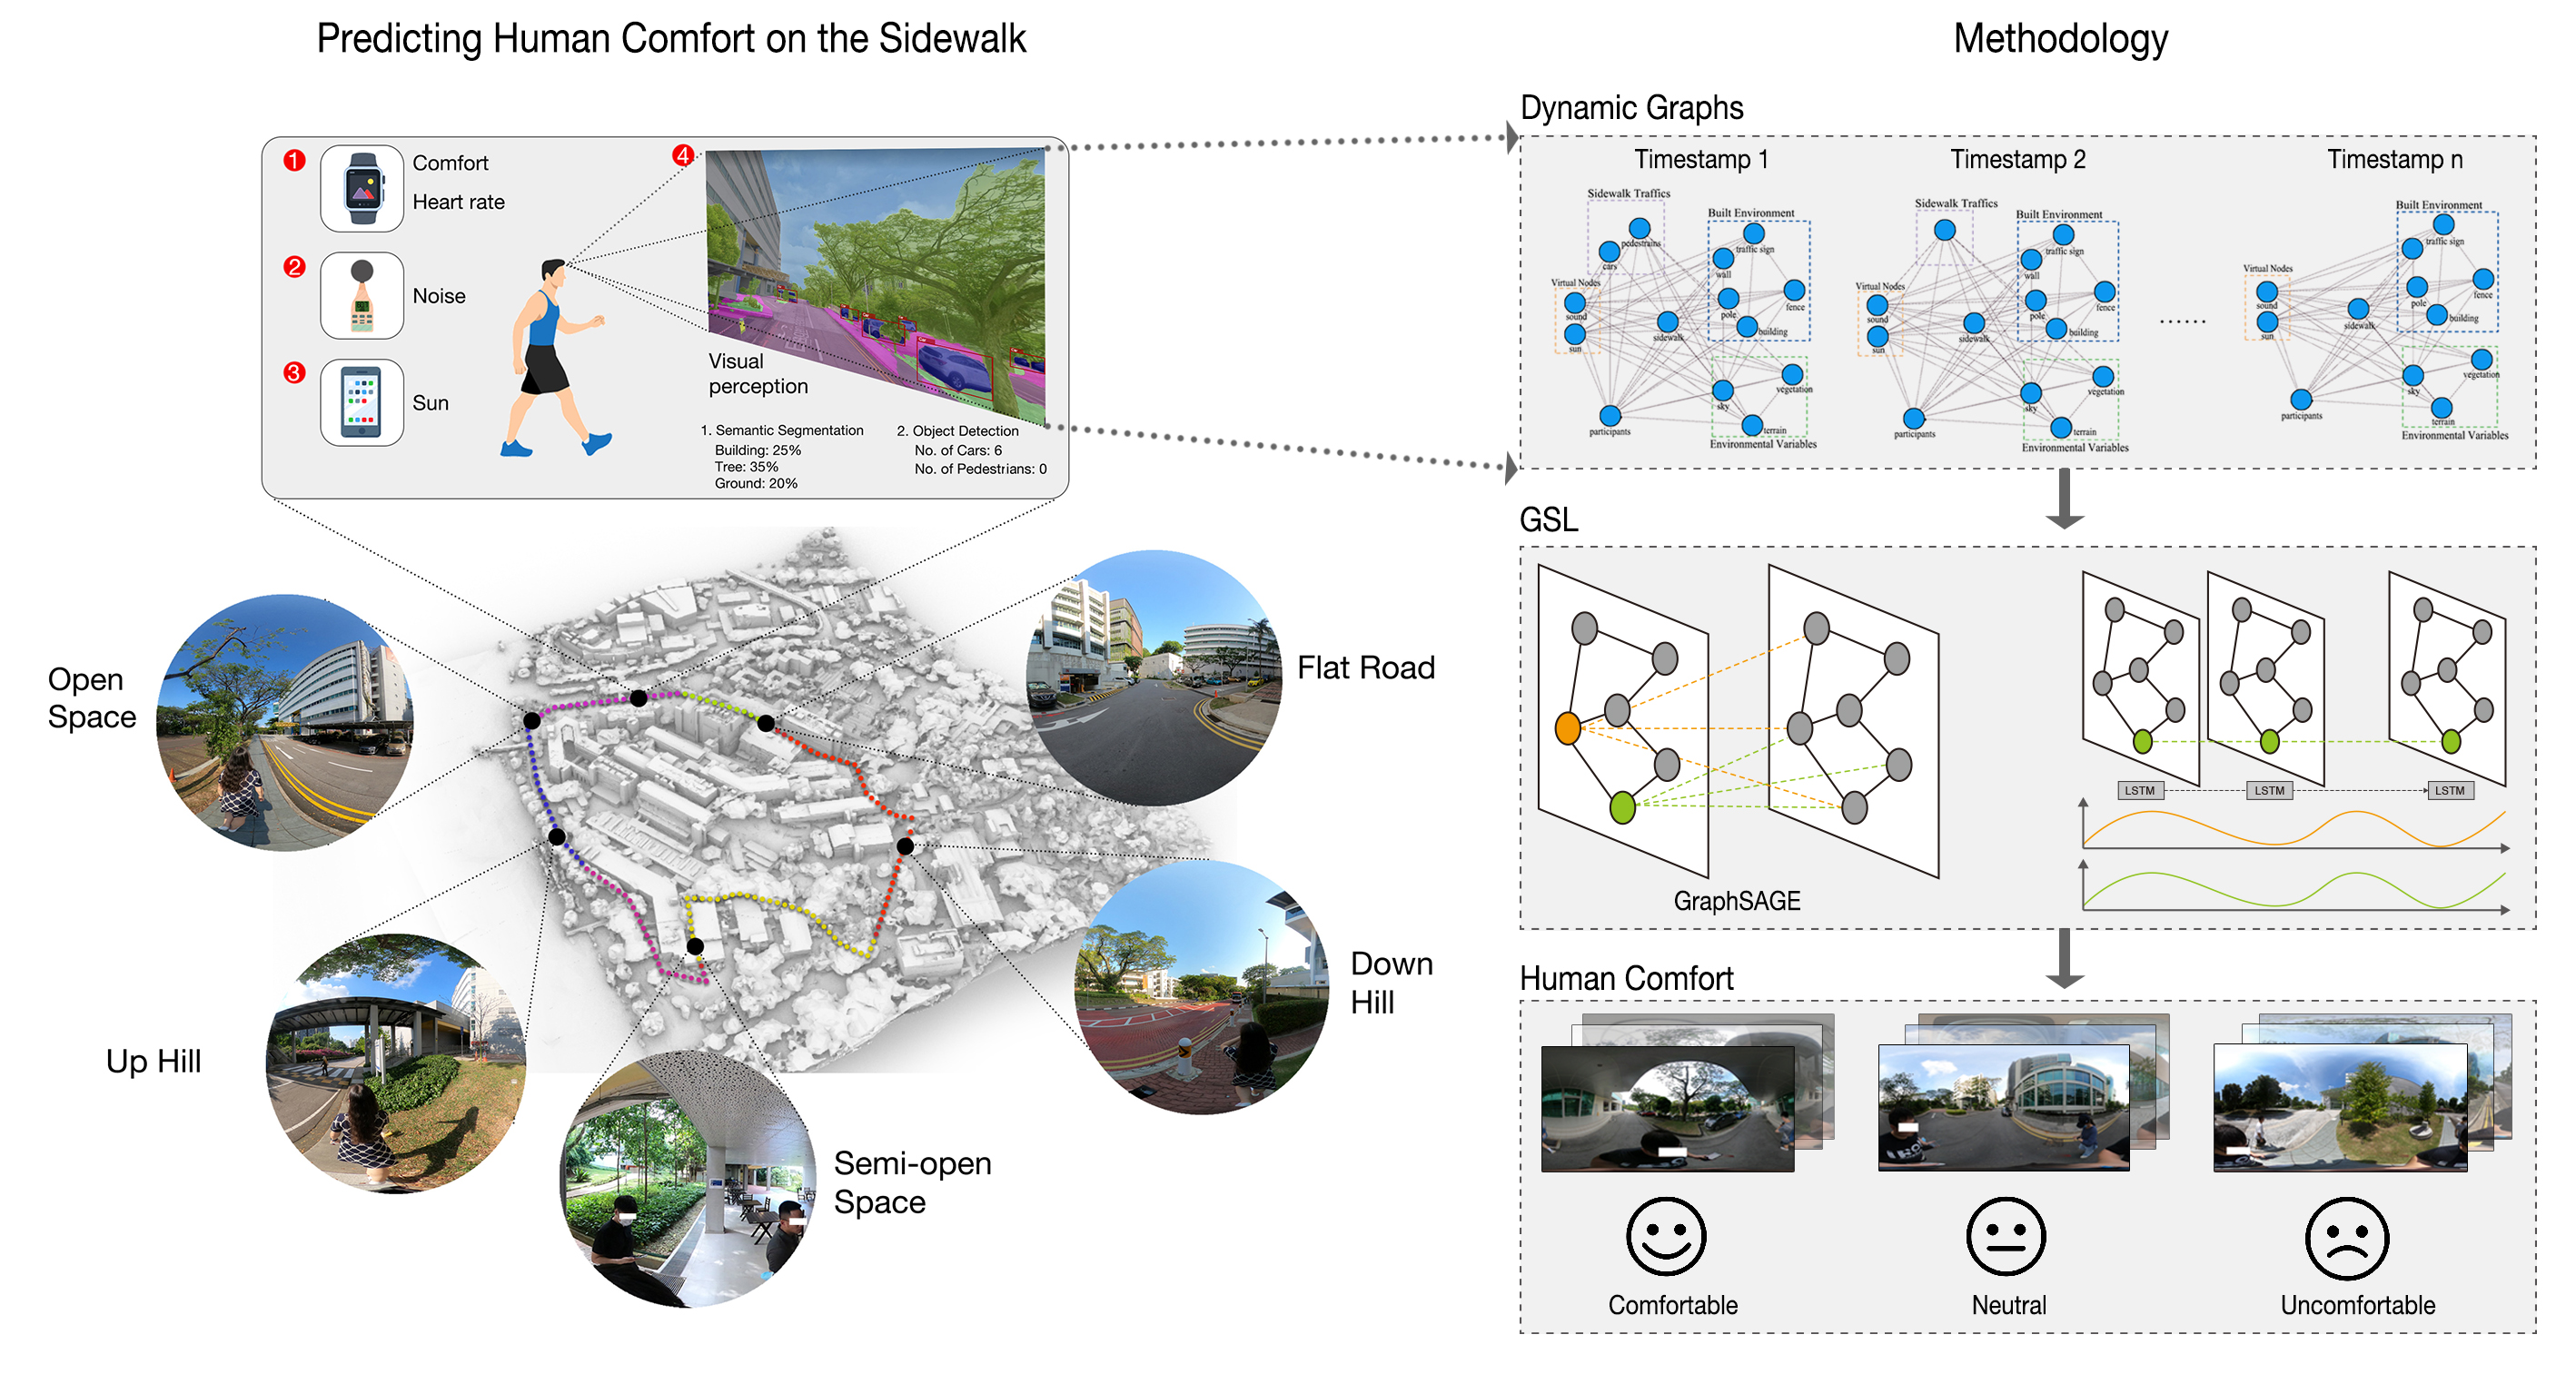 Predicting Human Comfort on the Sidewalk
1
Comfort
Heart rate
2
Noise
3
Sun
4
Visual
perception
1. Semantic Segmentation
Building: 25%
Tree: 35%
Ground: 20%
2. Object Detection
No. of Cars: 6
No. of Pedestrians: 0
Open
Space
Flat Road
Up Hill
Down
Hill
Semi-open
Space
Methodology
Dynamic Graphs
Timestamp 1
Sidewalk Traffics
pedestrains
cars
Built Environment
traffic sign
wall
fence
pole
building
Virtual Nodes
sound
sun
sidewalk
vegetation
sky
terrain
participants
Environmental Variables
Timestamp 2
Sidewalk Traffics
Built Environment
traffic sign
wall
fence
pole
building
Virtual Nodes
sound
sun
sidewalk
vegetation
sky
terrain
participants
Environmental Variables
......
Timestamp n
Built Environment
traffic sign
fence
pole
building
Virtual Nodes
sound
sun
sidewalk
vegetation
sky
terrain
participants
Environmental Variables
GSL
GraphSAGE
LSTM
LSTM
LSTM
Human Comfort
Comfortable
Neutral
Uncomfortable